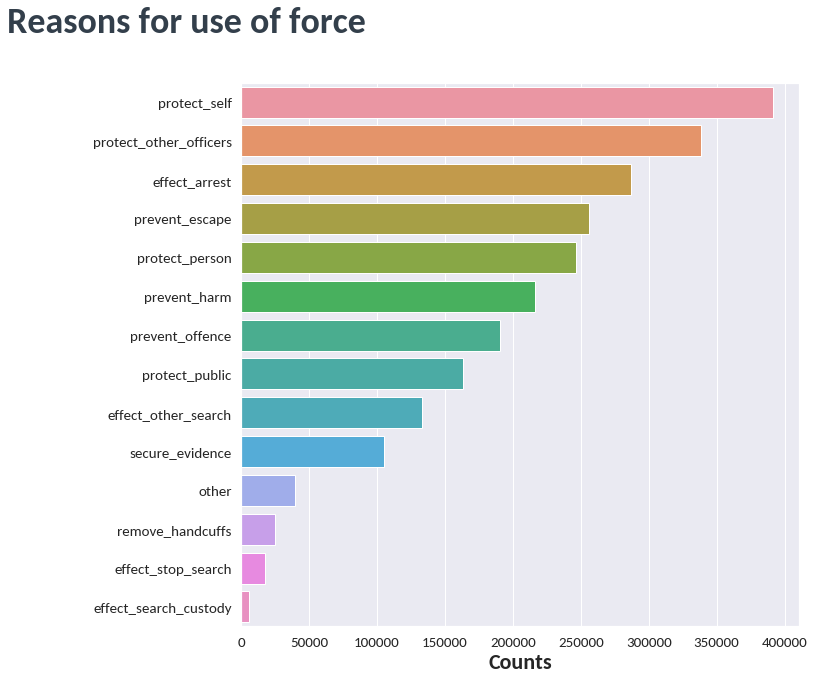 Reasons for use of force
protect_self
protect_other_officers
effect_arrest
prevent_escape
protect_person
prevent_harm
prevent_offence
protect_public
effect_other_search
secure_evidence
other
remove_handcuffs
effect_stop_search
effect_search_custody
0 50000 100000 150000 200000 250000 300000 350000 400000
Counts